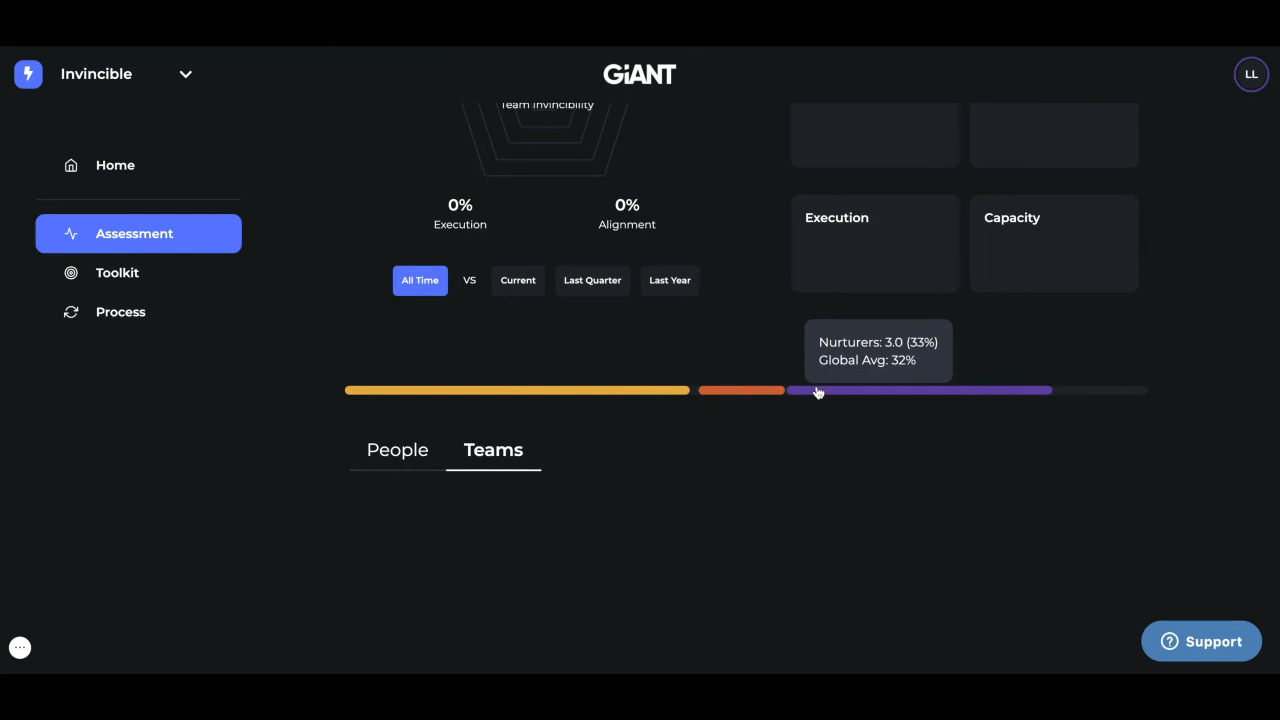 Invincible
GiANT
LL
Team Invincibility
Home
0%
0%
Execution
Capacity
Execution
Alignment
Assessment
Toolkit
All Time
VS
Current
Last Quarter
Last Year
Process
Nurturers: 3.0 (33%)
Global Avg: 32%
People
Teams
Support